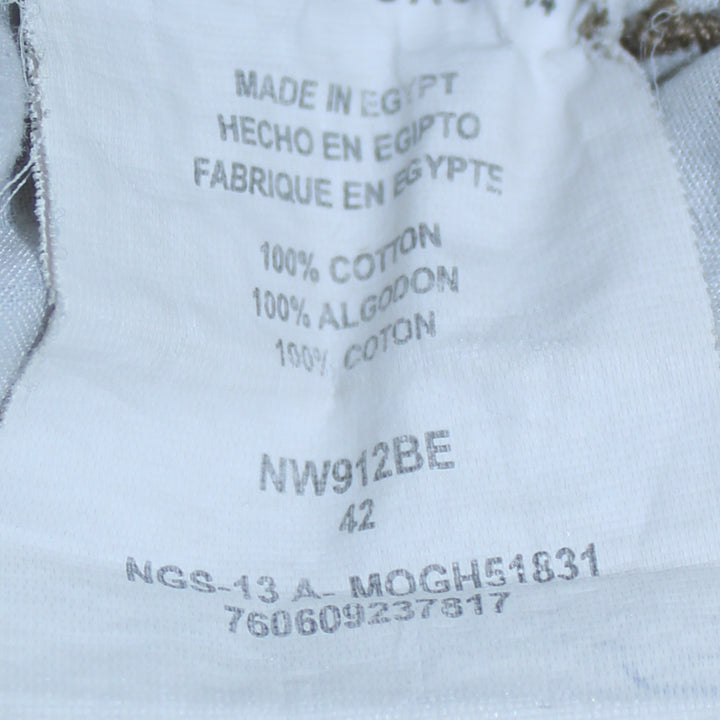 MADE IN EGYPT
HECHO EN EGIPTO
FABRIQUE EN EGYPTE
100% COTTON
100% ALGODON
100% COTON
NW912BE
42
NGS-13 A- MOGH51831
760609237817